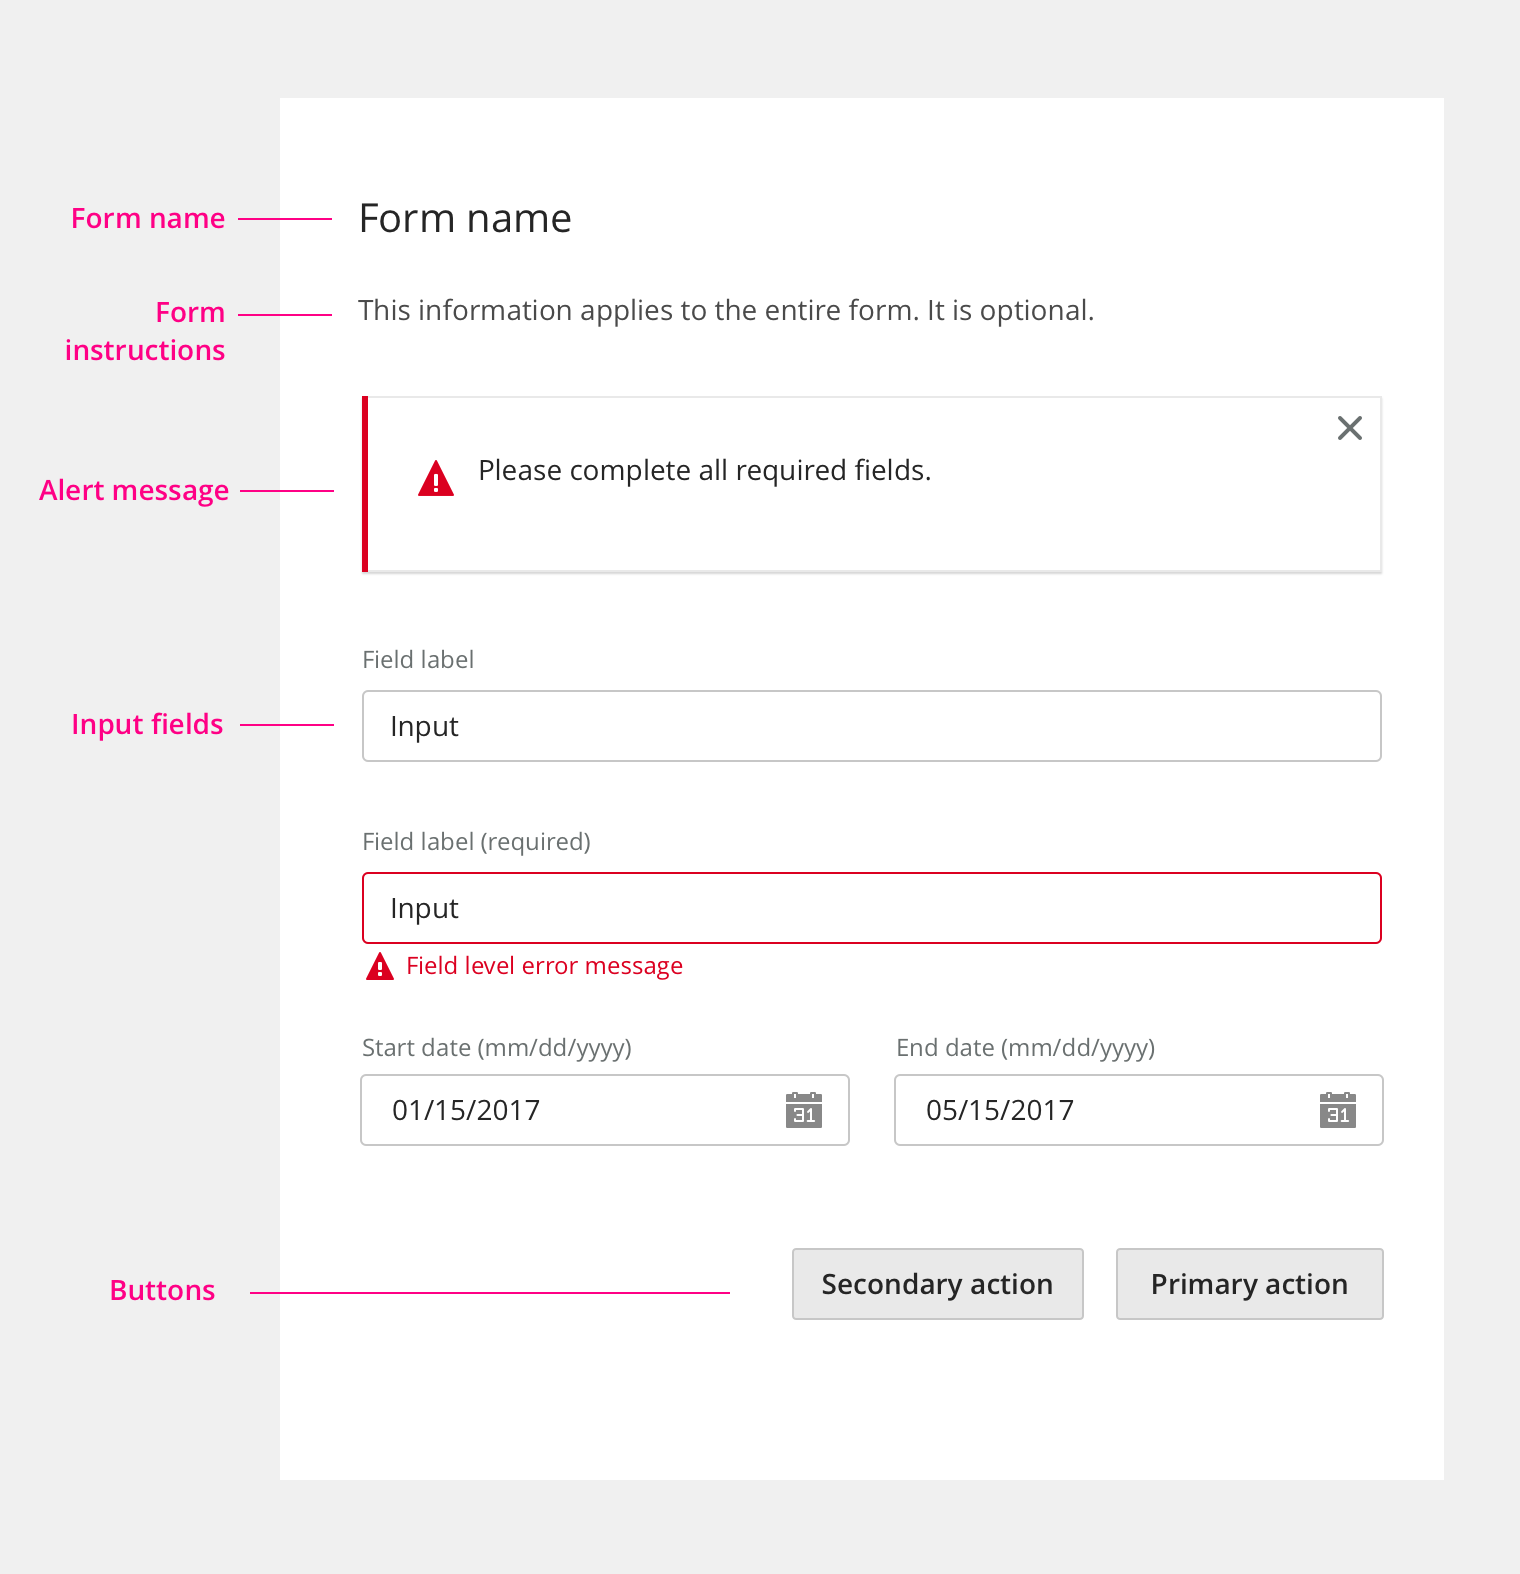 Form name
Form name
Form
instructions
This information applies to the entire form. It is optional.
Alert message
Please complete all required fields.
Field label
Input fields
Input
Field label (required)
Input
Field level error message
Start date (mm/dd/yyyy)
End date (mm/dd/yyyy)
01/15/2017
31
05/15/2017
31
Buttons
Secondary action
Primary action